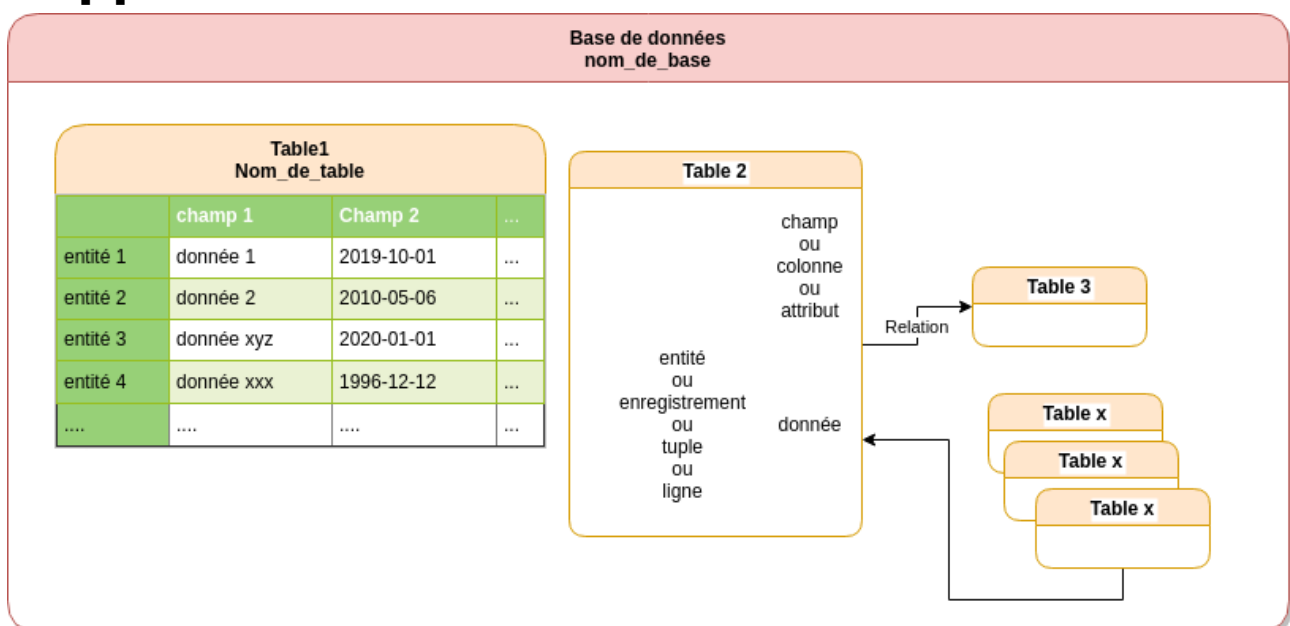 Base de données
nom_de_base
Table1
Nom_de_table
champ 1 Champ 2 ...
entité 1 donnée 1 2019-10-01 ...
entité 2 donnée 2 2010-05-06 ...
entité 3 donnée xyz 2020-01-01 ...
entité 4 donnée xxx 1996-12-12 ...
.... .... .... ...
Table 2
champ
ou
colonne
ou
attribut
entité
ou
enregistrement
ou
tuple
ou
ligne
donnée
Relation
Table 3
Table x
Table x
Table x